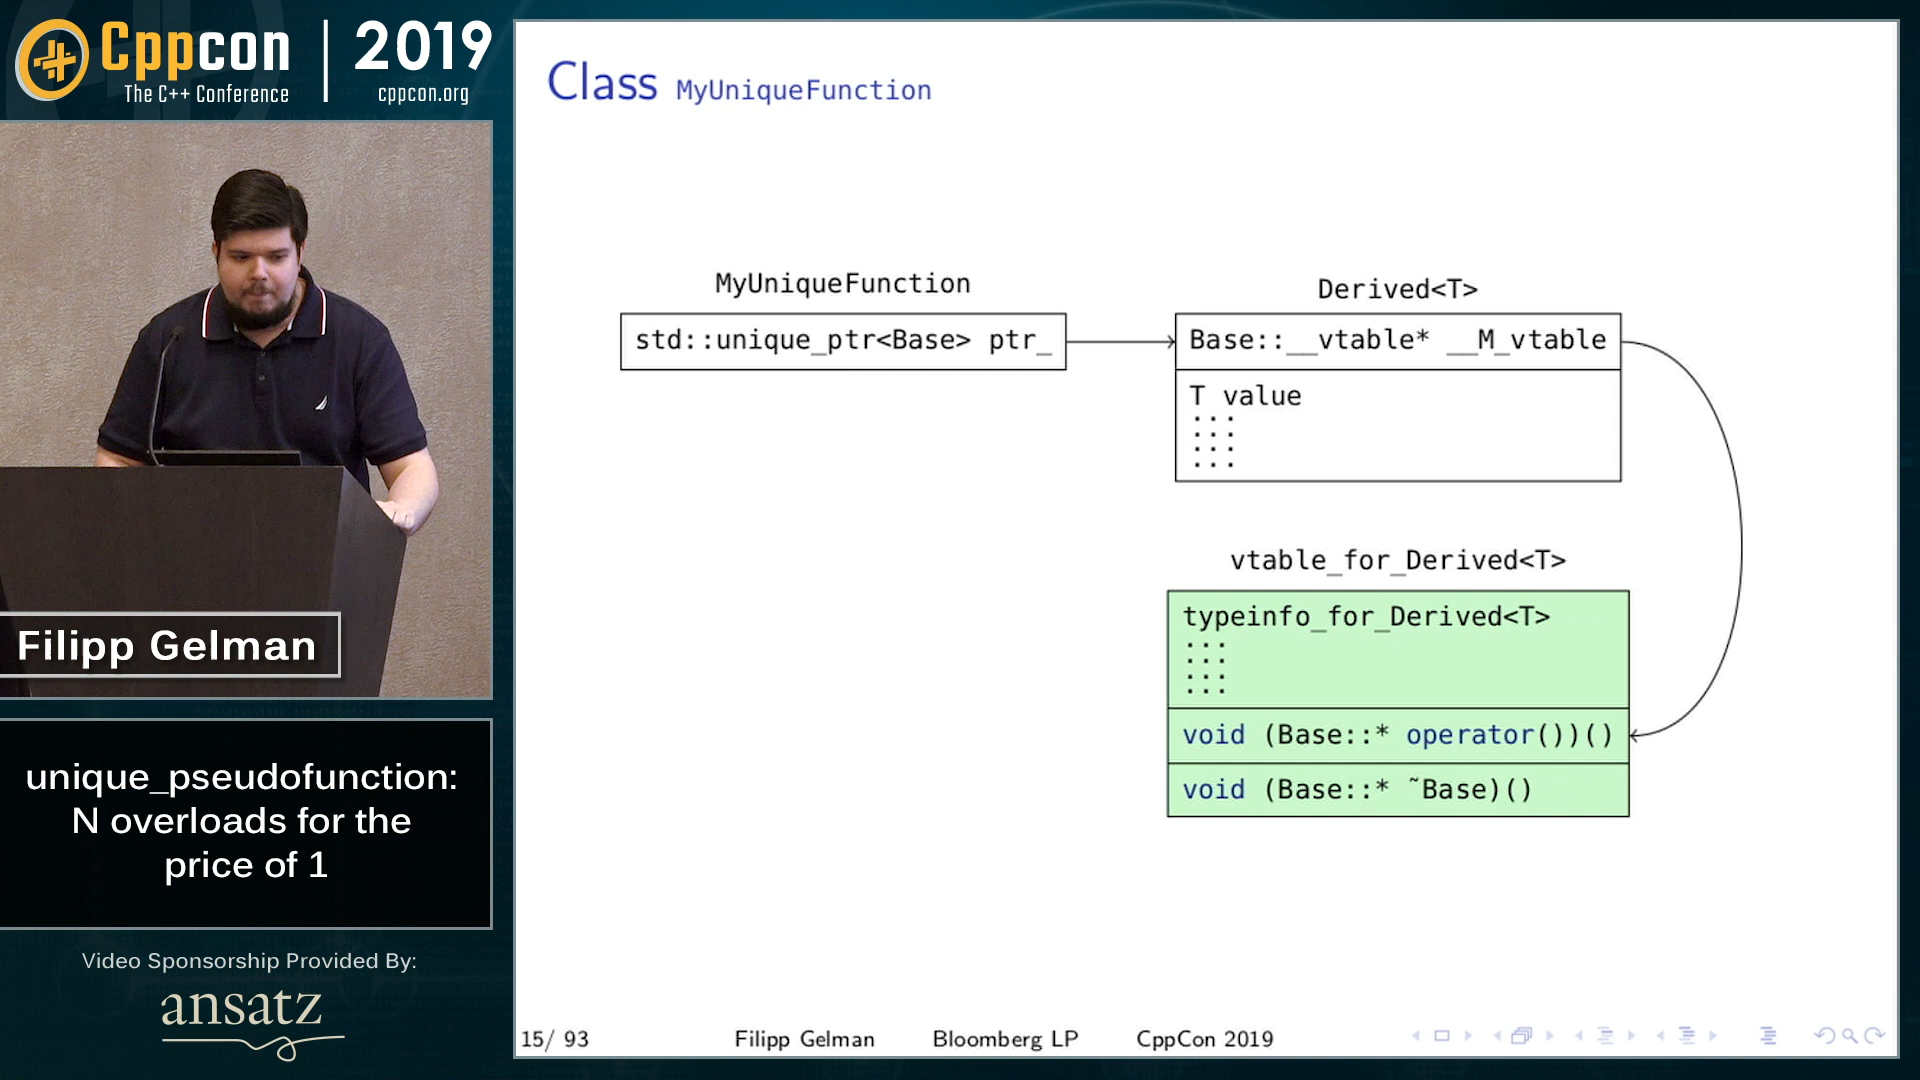 Cppcon
The C++ Conference
2019
cppcon.org
Filipp Gelman
unique_pseudofunction:
N overloads for the
price of 1
Video Sponsorship Provided By:
ansatz
Class MyUniqueFunction
MyUniqueFunction
std::unique_ptr<Base> ptr_
Derived<T>
Base::__vtable* __M_vtable
T value
vtable_for_Derived<T>
typeinfo_for_Derived<T>
void (Base::* operator())()
void (Base::* ~Base)()
15/ 93 Filipp Gelman Bloomberg LP CppCon 2019